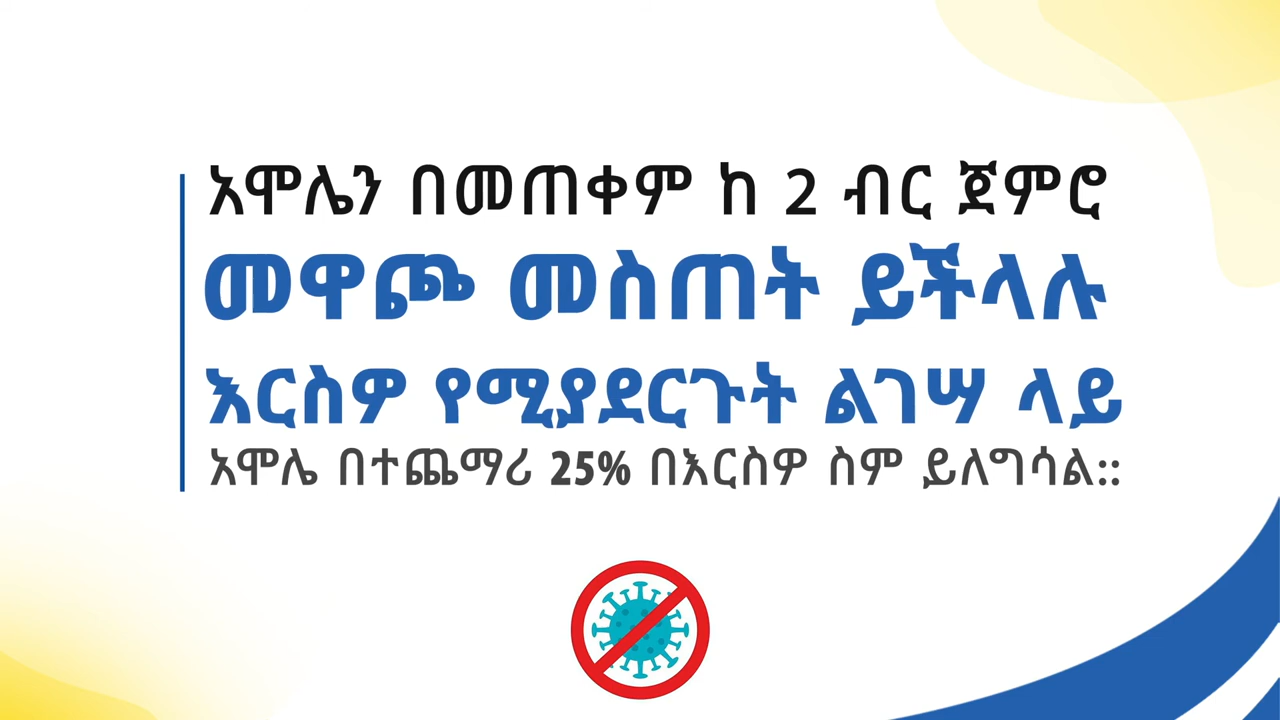 አሞሌን በመጠቀም ከ 2 ብር ጀምሮ
መዋጮ መስጠት ይችላሉ
እርስዎ የሚያደርጉት ልገሣ ላይ
አሞሌ በተጨማሪ 25% በእርስዎ ስም ይለግሳል፡፡